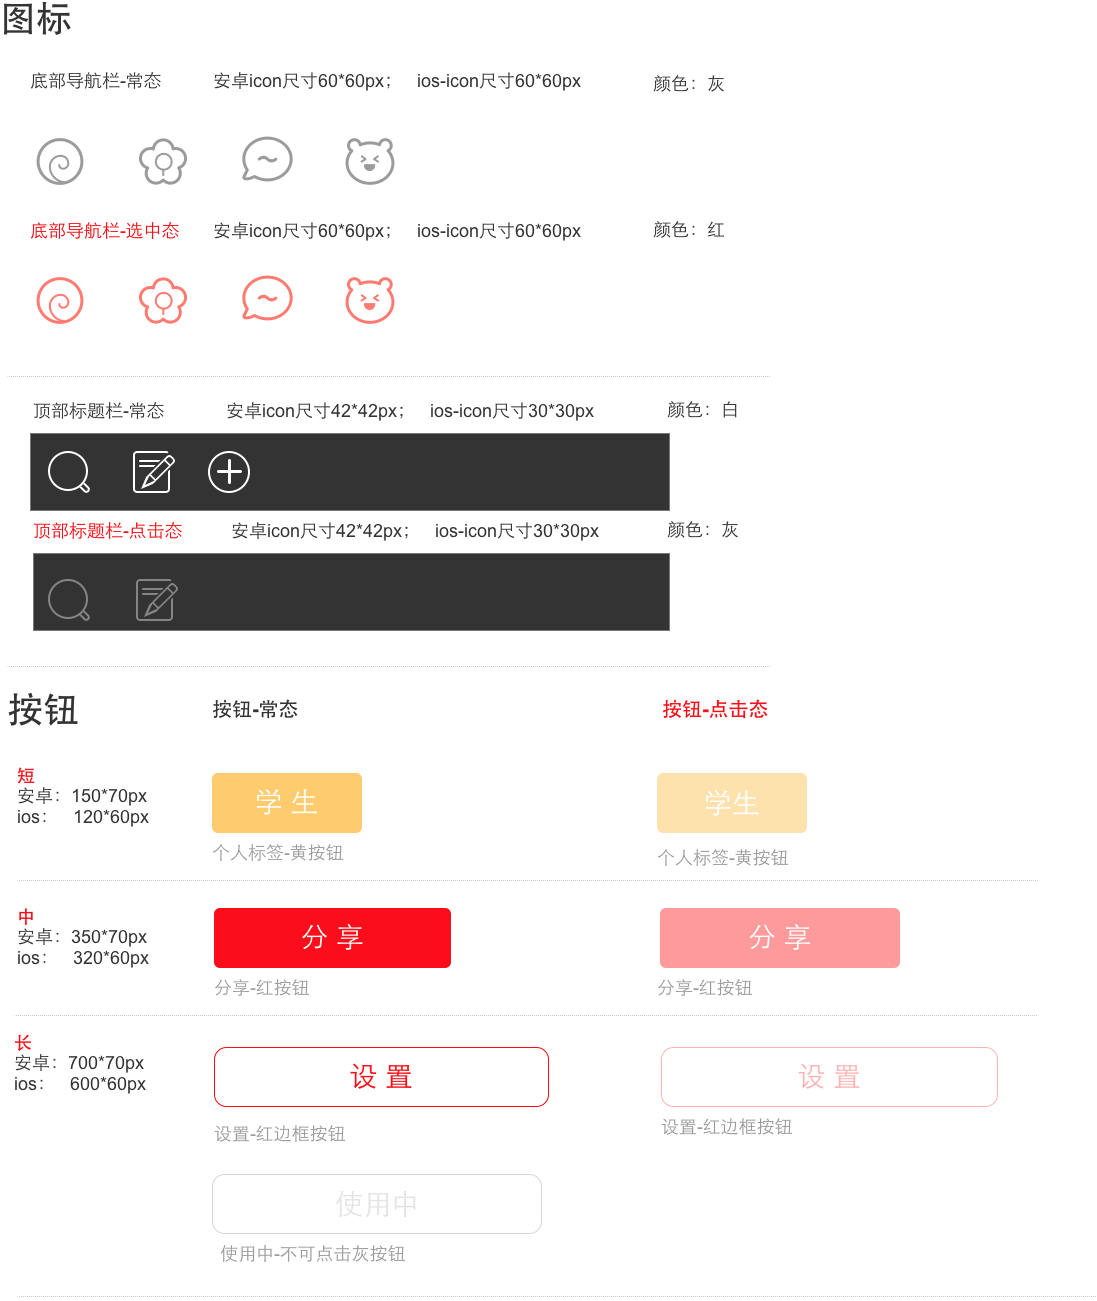 图标
底部导航栏-常态 安卓icon尺寸60*60px； ios-icon尺寸60*60px 颜色：灰
底部导航栏-选中态 安卓icon尺寸60*60px； ios-icon尺寸60*60px 颜色：红
顶部标题栏-常态 安卓icon尺寸42*42px； ios-icon尺寸30*30px 颜色：白
顶部标题栏-点击态 安卓icon尺寸42*42px； ios-icon尺寸30*30px 颜色：灰
按钮 按钮-常态 按钮-点击态
短
安卓：150*70px
ios： 120*60px
学 生 学生
个人标签-黄按钮 个人标签-黄按钮
中
安卓：350*70px
ios： 320*60px
分 享 分 享
分享-红按钮 分享-红按钮
长
安卓：700*70px
ios： 600*60px
设 置 设 置
设置-红边框按钮 设置-红边框按钮
使用中
使用中-不可点击灰按钮